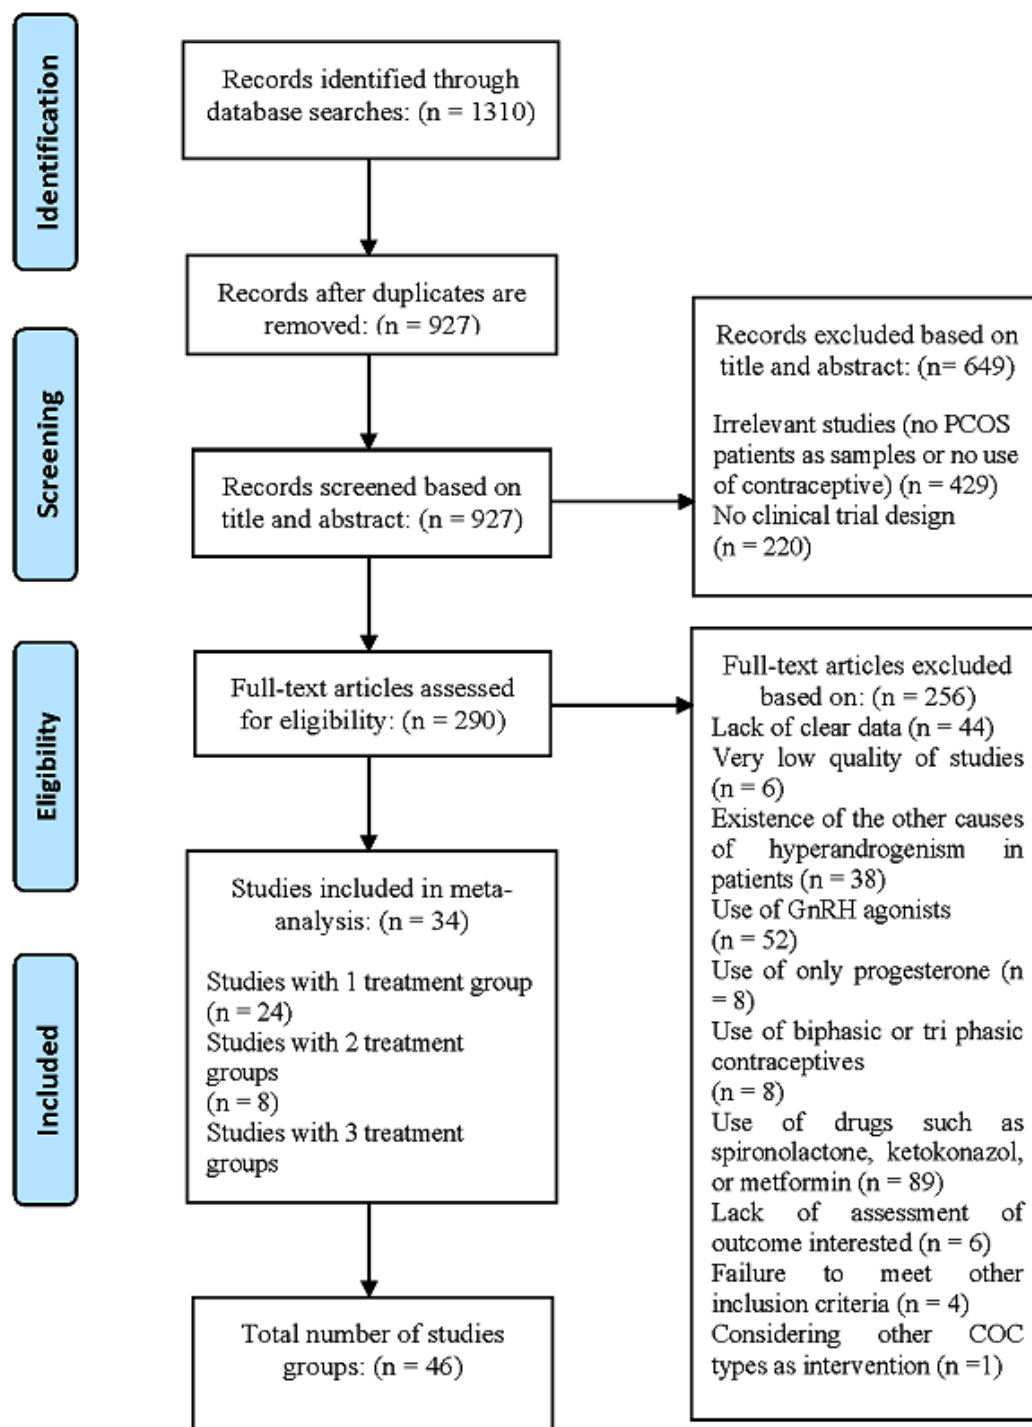 Identification
Records identified through
database searches: (n = 1310)
Records after duplicates are
removed: (n = 927)
Screening
Records excluded based on
title and abstract: (n= 649)
Irrelevant studies (no PCOS
patients as samples or no use
of contraceptive) (n = 429)
No clinical trial design
(n = 220)
Records screened based on
title and abstract: (n = 927)
Eligibility
Full-text articles assessed
for eligibility: (n = 290)
Full-text articles excluded
based on: (n = 256)
Lack of clear data (n = 44)
Very low quality of studies
(n = 6)
Existence of the other causes
of hyperandrogenism in
patients (n = 38)
Use of GnRH agonists
(n = 52)
Use of only progesterone (n
= 8)
Use of biphasic or tri phasic
contraceptives
(n = 8)
Use of drugs such as
spironolactone, ketokonazol,
or metformin (n = 89)
Lack of assessment of
outcome interested (n = 6)
Failure to meet other
inclusion criteria (n = 4)
Considering other COC
types as intervention (n =1)
Included
Studies included in meta-
analysis: (n = 34)
Studies with 1 treatment group
(n = 24)
Studies with 2 treatment
groups
(n = 8)
Studies with 3 treatment
groups
Total number of studies
groups: (n = 46)